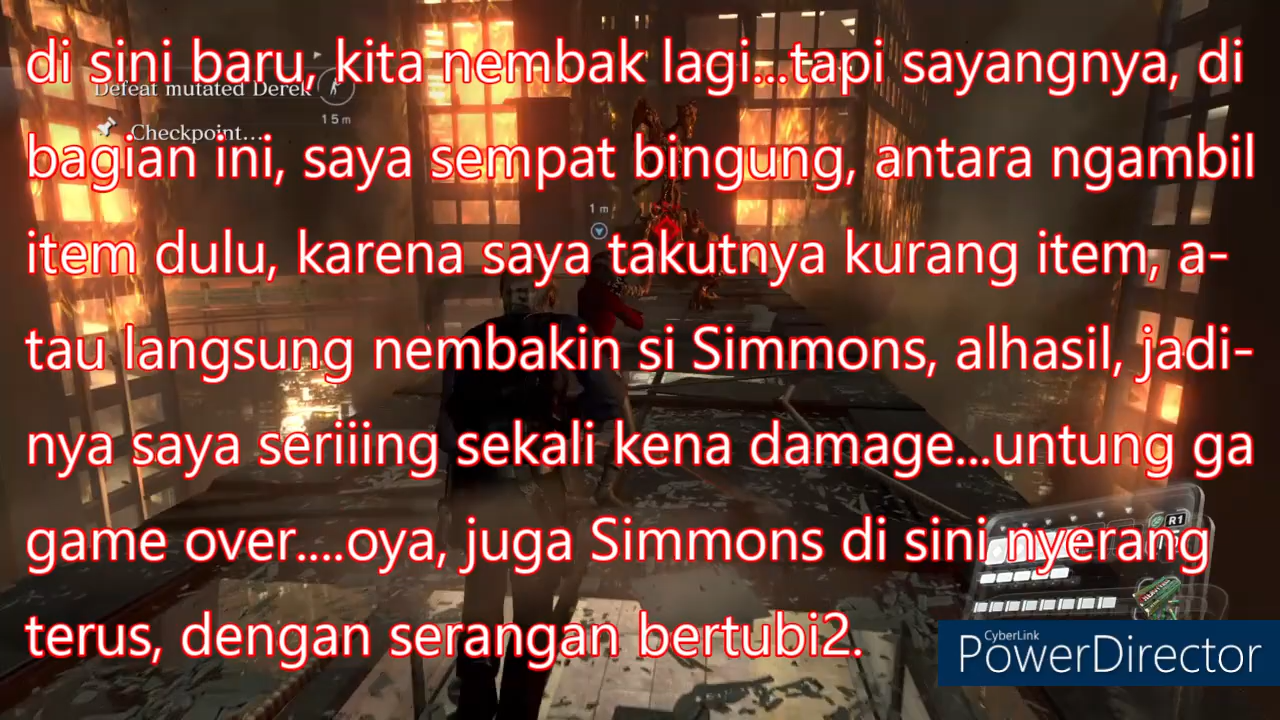 di sini baru, kita nembak lagi...tapi sayangnya, di
Defeat mutated Derek
15 m
Checkpoint...
bagian ini, saya sempat bingung, antara ngambil
1 m
item dulu, karena saya takutnya kurang item, a-
tau langsung nembakin si Simmons, alhasil, jadi-
nya saya seriiing sekali kena damage...untung ga
game over....oya, juga Simmons di sini nyerang
R1
terus, dengan serangan bertubi2.
CyberLink
PowerDirector